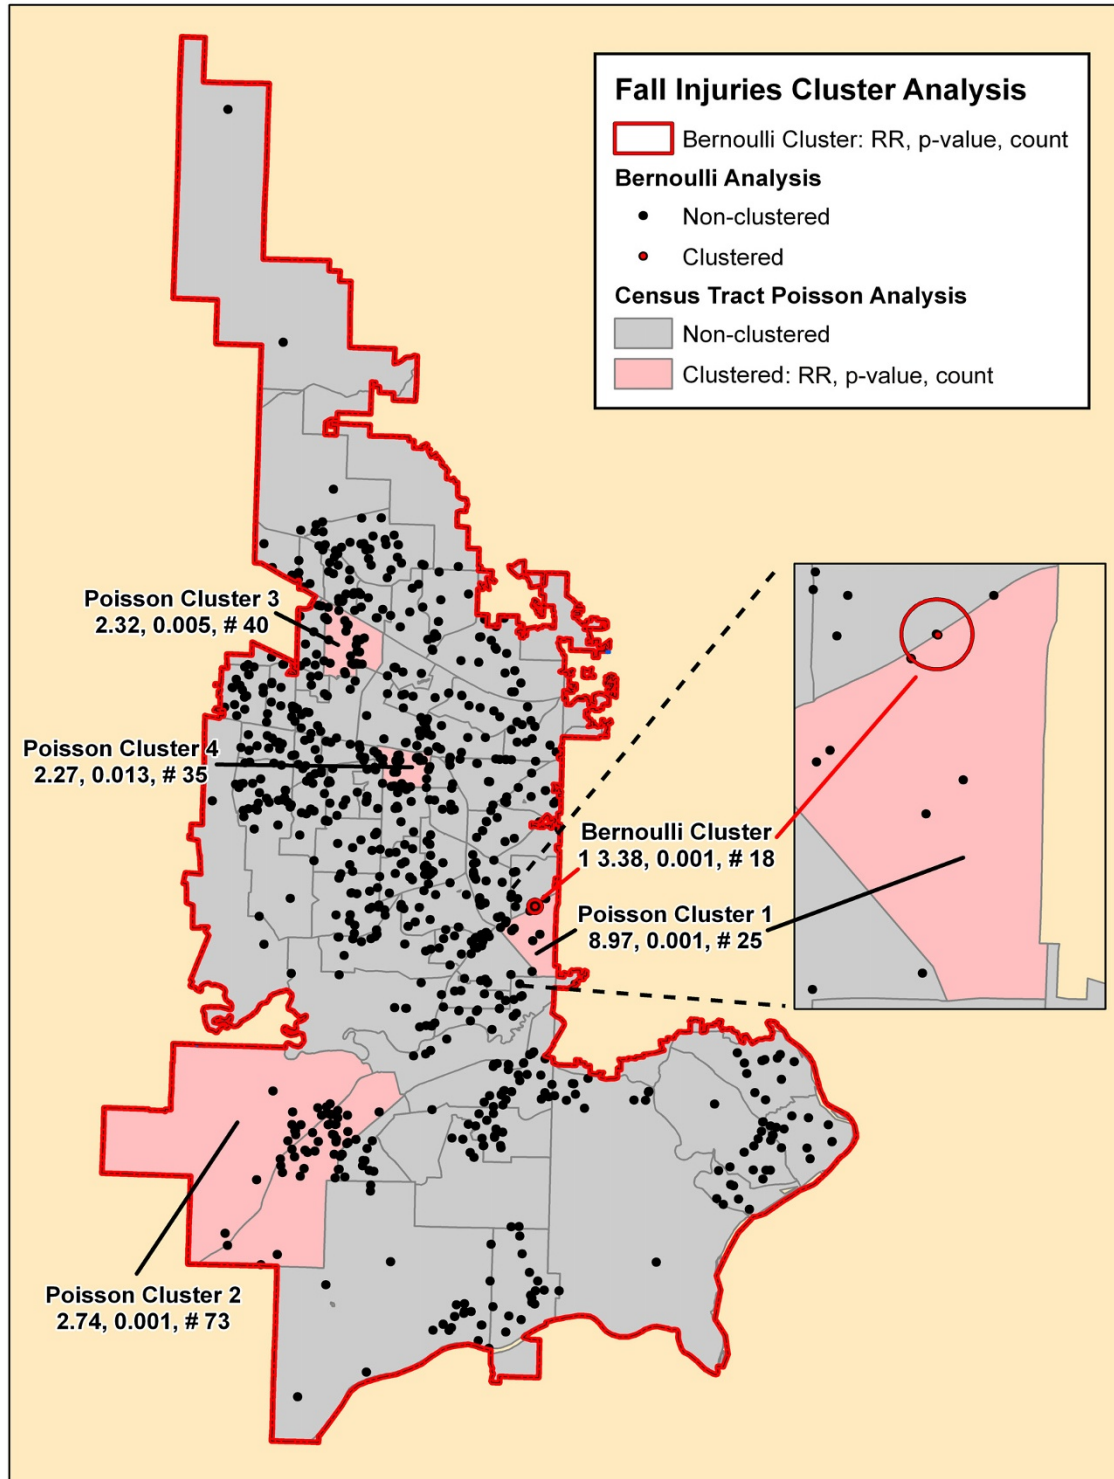 Fall Injuries Cluster Analysis
Bernoulli Cluster: RR, p-value, count
Bernoulli Analysis
Non-clustered
Clustered
Census Tract Poisson Analysis
Non-clustered
Clustered: RR, p-value, count
Poisson Cluster 3
2.32, 0.005, # 40
Poisson Cluster 4
2.27, 0.013, # 35
Bernoulli Cluster
1 3.38, 0.001, # 18
Poisson Cluster 1
8.97, 0.001, # 25
Poisson Cluster 2
2.74, 0.001, # 73